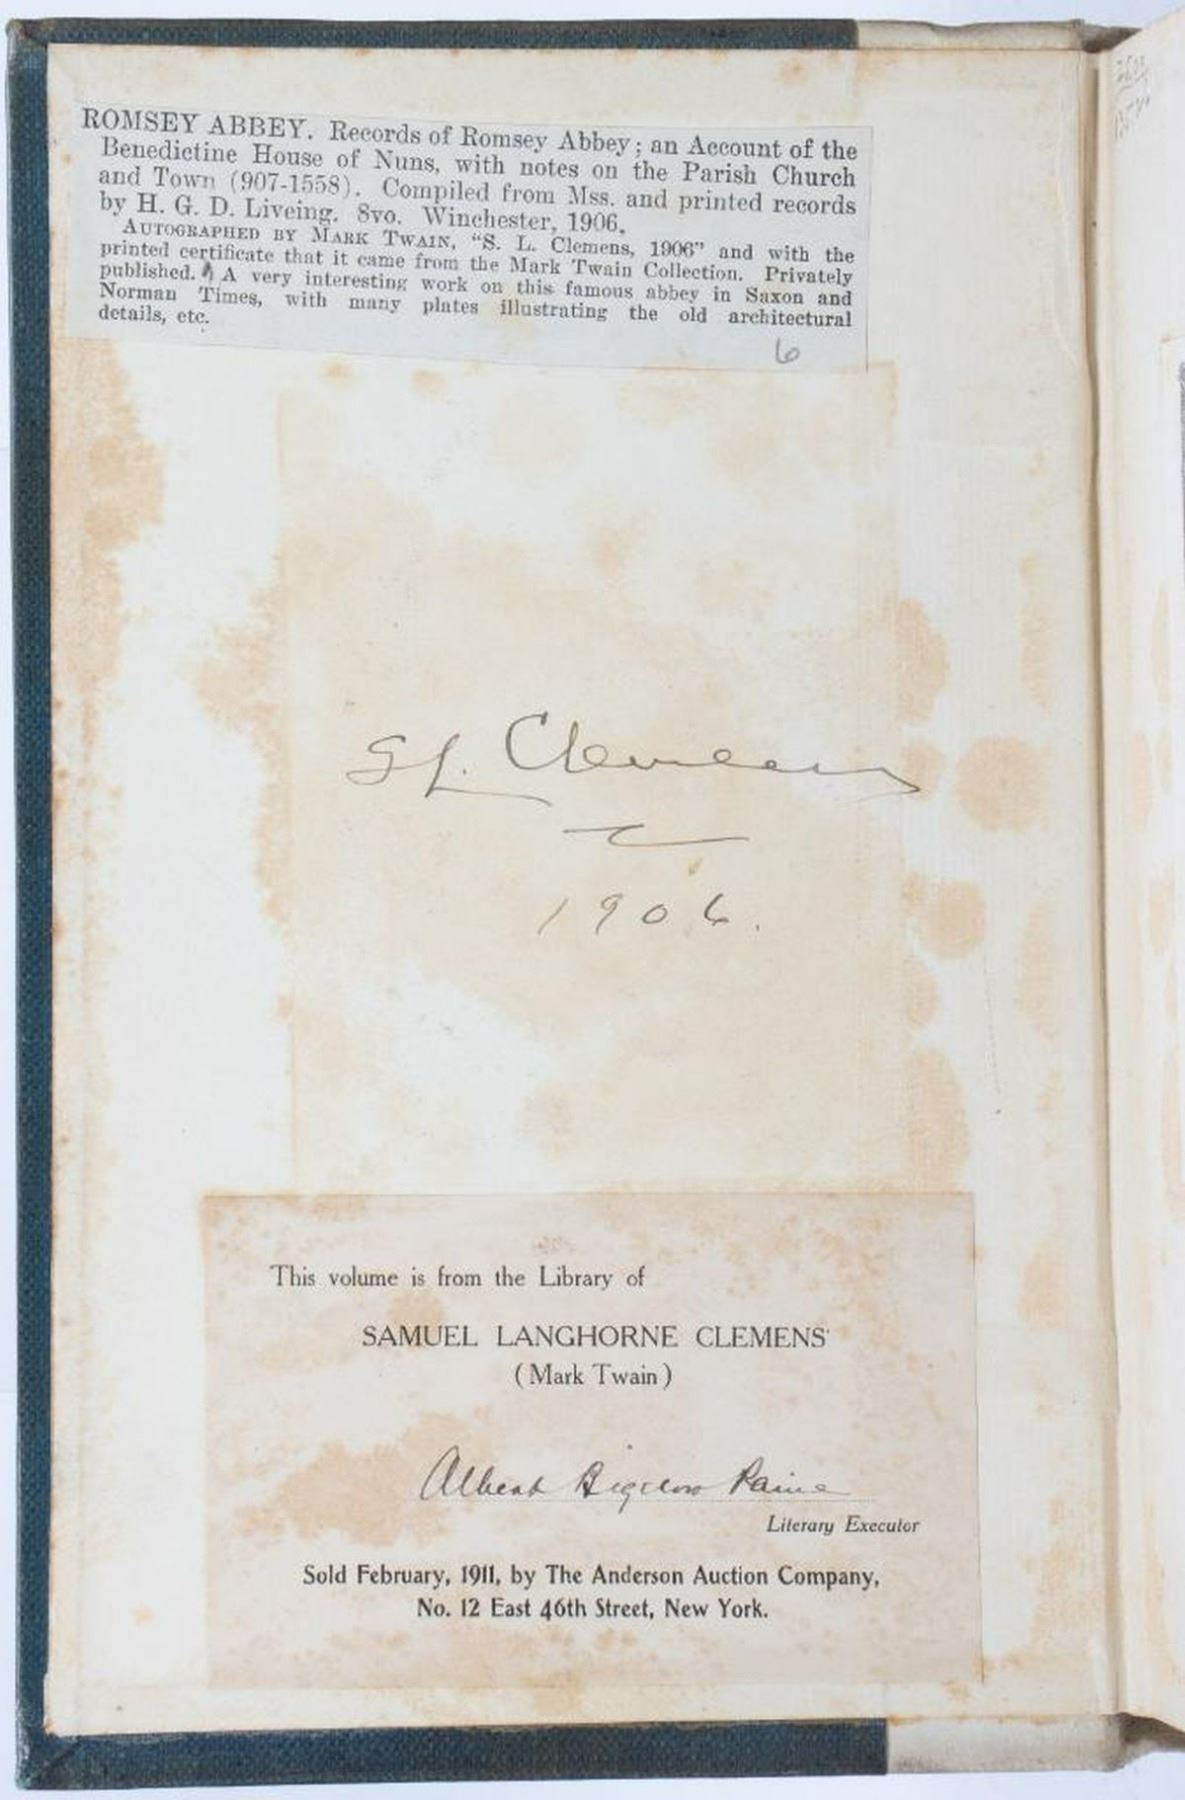 ROMSEY ABBEY. Records of Romsey Abbey; an Account of the
Benedictine House of Nuns, with notes on the Parish Church
and Town (907-1558). Compiled from Mss. and printed records
by H. G. D. Liveing. 8vo. Winchester, 1906.
AUTOGRAPHED BY MARK TWAIN, "S. L. Clemens, 1906" and with the
printed certificate that it came from the Mark Twain Collection. Privately
published. A very interesting work on this famous abbey in Saxon and
Norman Times, with many plates illustrating the old architectural
details, etc.
6
S.L. Clemens
1906.
This volume is from the Library of
SAMUEL LANGHORNE CLEMENS
(Mark Twain)
Albert Bigelow Paine
Literary Executor
Sold February, 1911, by The Anderson Auction Company,
No. 12 East 46th Street, New York.